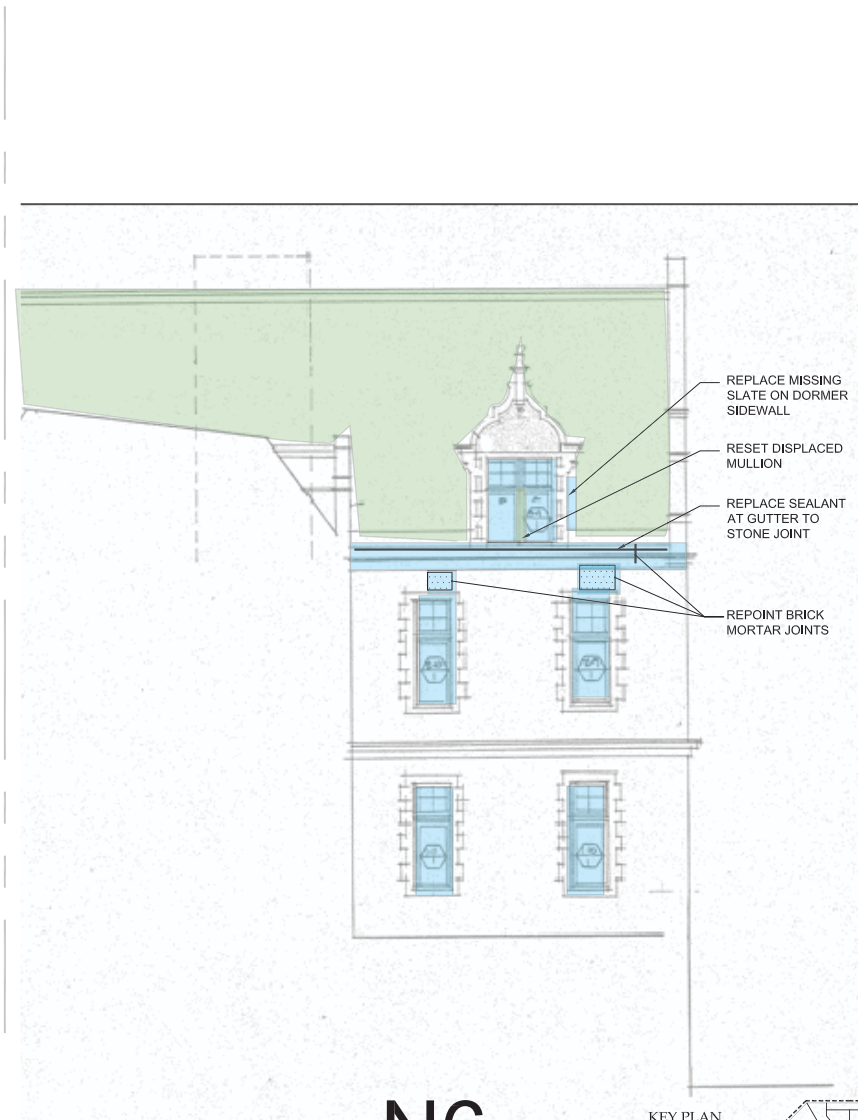 REPLACE MISSING
SLATE ON DORMER
SIDEWALL
RESET DISPLACED
MULLION
REPLACE SEALANT
AT GUTTER TO
STONE JOINT
REPOINT BRICK
MORTAR JOINTS
KEY PLAN